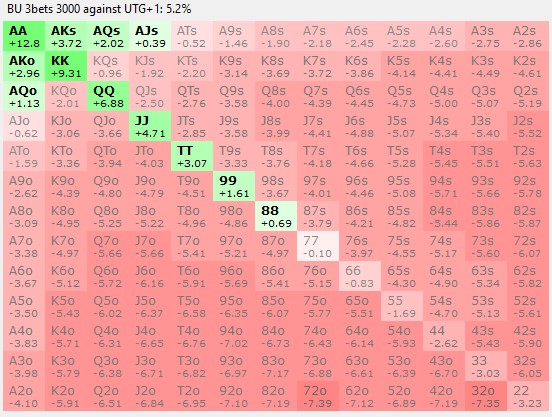 BU 3bets 3000 against UTG+1: 5.2%
AA AKs AQs AJs ATs A9s A8s A7s A6s A5s A4s A3s A2s
+12.8 +3.72 +2.02 +0.39 -0.52 -1.46 -1.90 -2.18 -2.45 -2.28 -2.60 -2.75 -2.86
AKo KK KQs KJs KTs K9s K8s K7s K6s K5s K4s K3s K2s
+2.96 +9.31 -0.96 -1.92 -2.20 -3.14 -3.69 -3.72 -3.86 -4.14 -4.41 -4.49 -4.61
AQo KQo QQ QJs QTs Q9s Q8s Q7s Q6s Q5s Q4s Q3s Q2s
+1.13 -2.01 +6.88 -2.50 -2.76 -3.58 -4.00 -4.39 -4.45 -4.73 -5.00 -5.07 -5.19
AJo KJo QJo JJ JTs J9s J8s J7s J6s J5s J4s J3s J2s
-0.62 -3.06 -3.66 +4.71 -2.85 -3.58 -3.99 -4.41 -4.88 -5.07 -5.34 -5.40 -5.52
ATo KTo QTo JTo TT T9s T8s T7s T6s T5s T4s T3s T2s
-1.59 -3.36 -3.94 -4.03 +3.07 -3.33 -3.76 -4.18 -4.66 -5.28 -5.45 -5.51 -5.63
A9o K9o Q9o J9o T9o 99 98s 97s 96s 95s 94s 93s 92s
-2.62 -4.39 -4.80 -4.79 -4.51 +1.61 -3.67 -4.01 -4.46 -5.08 -5.71 -5.66 -5.78
A8o K8o Q8o J8o T8o 98o 88 87s 86s 85s 84s 83s 82s
-3.09 -4.95 -5.25 -5.22 -4.96 -4.86 +0.69 -3.79 -4.21 -4.82 -5.44 -5.86 -5.87
A7o K7o Q7o J7o T7o 97o 87o 77 76s 75s 74s 73s 72s
-3.38 -4.97 -5.66 -5.66 -5.41 -5.21 -4.97 -0.10 -3.97 -4.55 -5.17 -5.60 -6.07
A6o K6o Q6o J6o T6o 96o 86o 76o 66 65s 64s 63s 62s
-3.67 -5.12 -5.72 -6.16 -5.91 -5.69 -5.41 -5.15 -0.83 -4.30 -4.90 -5.34 -5.82
A5o K5o Q5o J5o T5o 95o 85o 75o 65o 55 54s 53s 52s
-3.50 -5.43 -6.02 -6.37 -6.58 -6.35 -6.07 -5.77 -5.51 -1.69 -4.70 -5.13 -5.61
A4o K4o Q4o J4o T4o 94o 84o 74o 64o 54o 44 43s 42s
-3.83 -5.71 -6.31 -6.65 -6.76 -7.02 -6.73 -6.43 -6.14 -5.93 -2.62 -5.43 -5.90
A3o K3o Q3o J3o T3o 93o 83o 73o 63o 53o 43o 33 32s
-3.98 -5.79 -6.38 -6.71 -6.82 -6.97 -7.17 -6.88 -6.61 -6.39 -6.70 -3.03 -6.05
A2o K2o Q2o J2o T2o 92o 82o 72o 62o 52o 42o 32o 22
-4.10 -5.91 -6.51 -6.84 -6.95 -7.10 -7.19 -7.39 -7.12 -6.89 -7.19 -7.35 -3.23